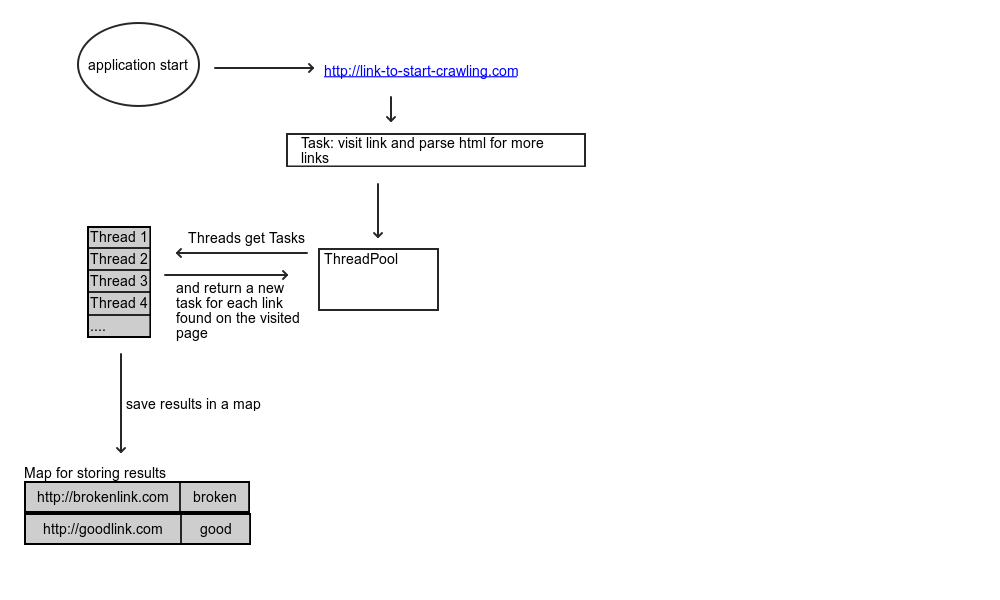 application start
http://link-to-start-crawling.com
Task: visit link and parse html for more
links
Thread 1
Thread 2
Thread 3
Thread 4
....
Threads get Tasks
ThreadPool
and return a new
task for each link
found on the visited
page
save results in a map
Map for storing results
http://brokenlink.com broken
http://goodlink.com good